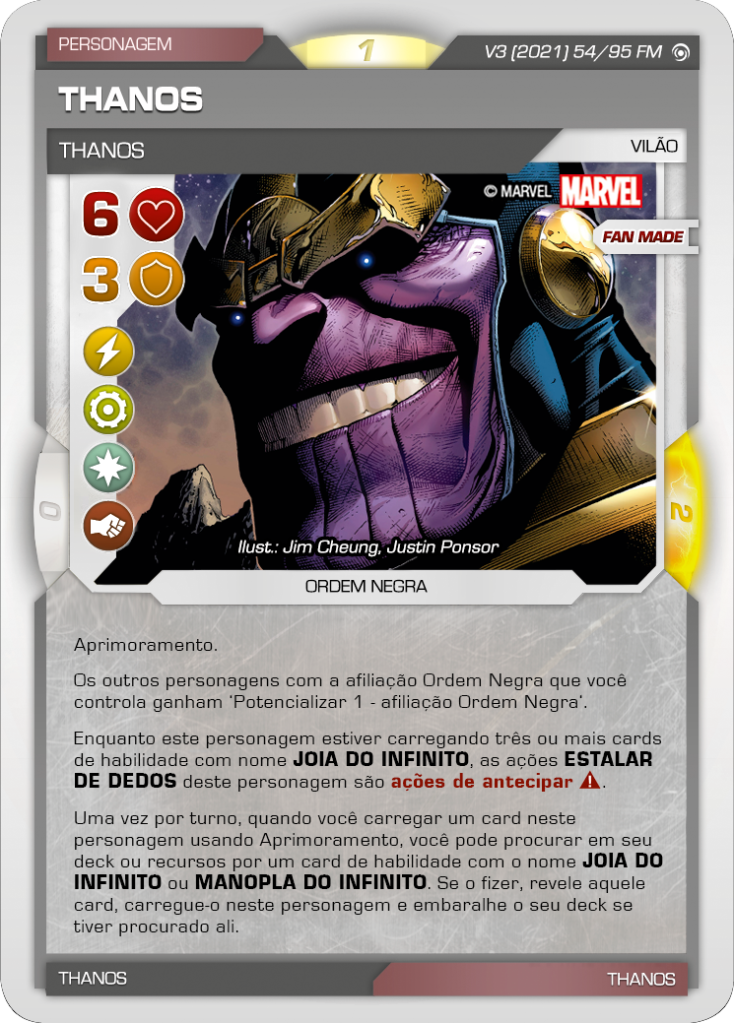 PERSONAGEM
1
V3 (2021) 54/95 FM
THANOS
THANOS
VILÃO
6
© MARVEL MARVEL
FAN MADE
3
0
2
Ilust.: Jim Cheung, Justin Ponsor
ORDEM NEGRA
Aprimoramento.
Os outros personagens com a afiliação Ordem Negra que você
controla ganham 'Potencializar 1 - afiliação Ordem Negra'.
Enquanto este personagem estiver carregando três ou mais cards
de habilidade com nome JOIA DO INFINITO, as ações ESTALAR
DE DEDOS deste personagem são ações de antecipar ⚠.
Uma vez por turno, quando você carregar um card neste
personagem usando Aprimoramento, você pode procurar em seu
deck ou recursos por um card de habilidade com o nome JOIA DO
INFINITO ou MANOPLA DO INFINITO. Se o fizer, revele aquele
card, carregue-o neste personagem e embaralhe o seu deck se
tiver procurado ali.
THANOS
THANOS